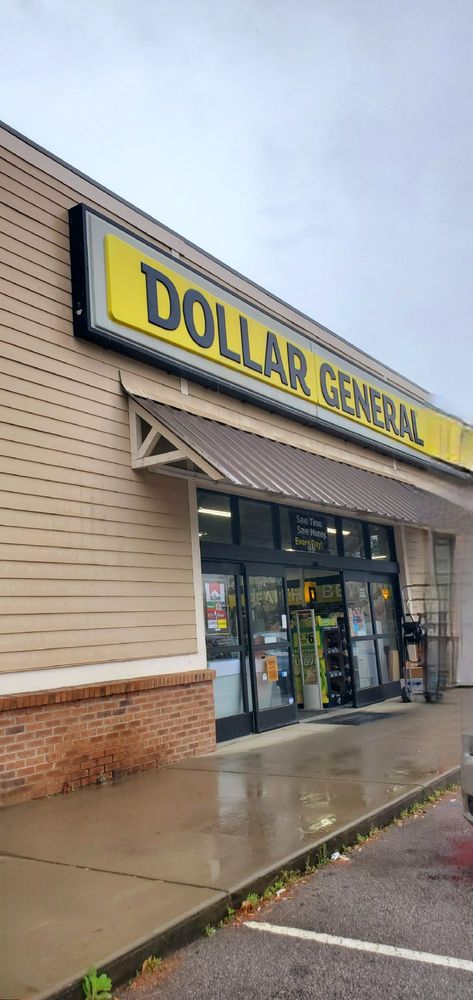 DOLLAR GENERAL
Save Time.
Save Money.
Every Day!